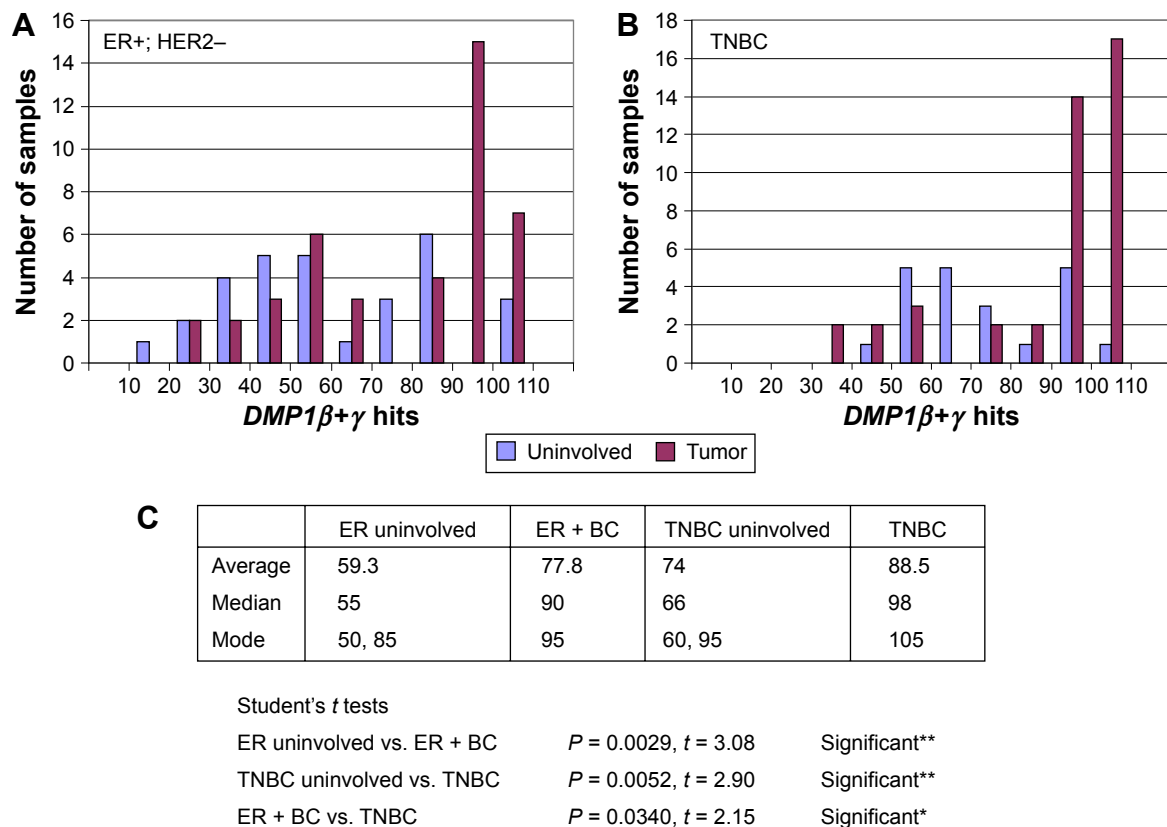 A
ER+; HER2–
Number of samples
16
14
12
10
8
6
4
2
0
10 20 30 40 50 60 70 80 90 100 110
DMP1β+γ hits
B
TNBC
Number of samples
18
16
14
12
10
8
6
4
2
0
10 20 30 40 50 60 70 80 90 100 110
DMP1β+γ hits
Uninvolved Tumor
C
ER uninvolved ER + BC TNBC uninvolved TNBC
Average 59.3 77.8 74 88.5
Median 55 90 66 98
Mode 50, 85 95 60, 95 105
Student's t tests
ER uninvolved vs. ER + BC P = 0.0029, t = 3.08 Significant**
TNBC uninvolved vs. TNBC P = 0.0052, t = 2.90 Significant**
ER + BC vs. TNBC P = 0.0340, t = 2.15 Significant*